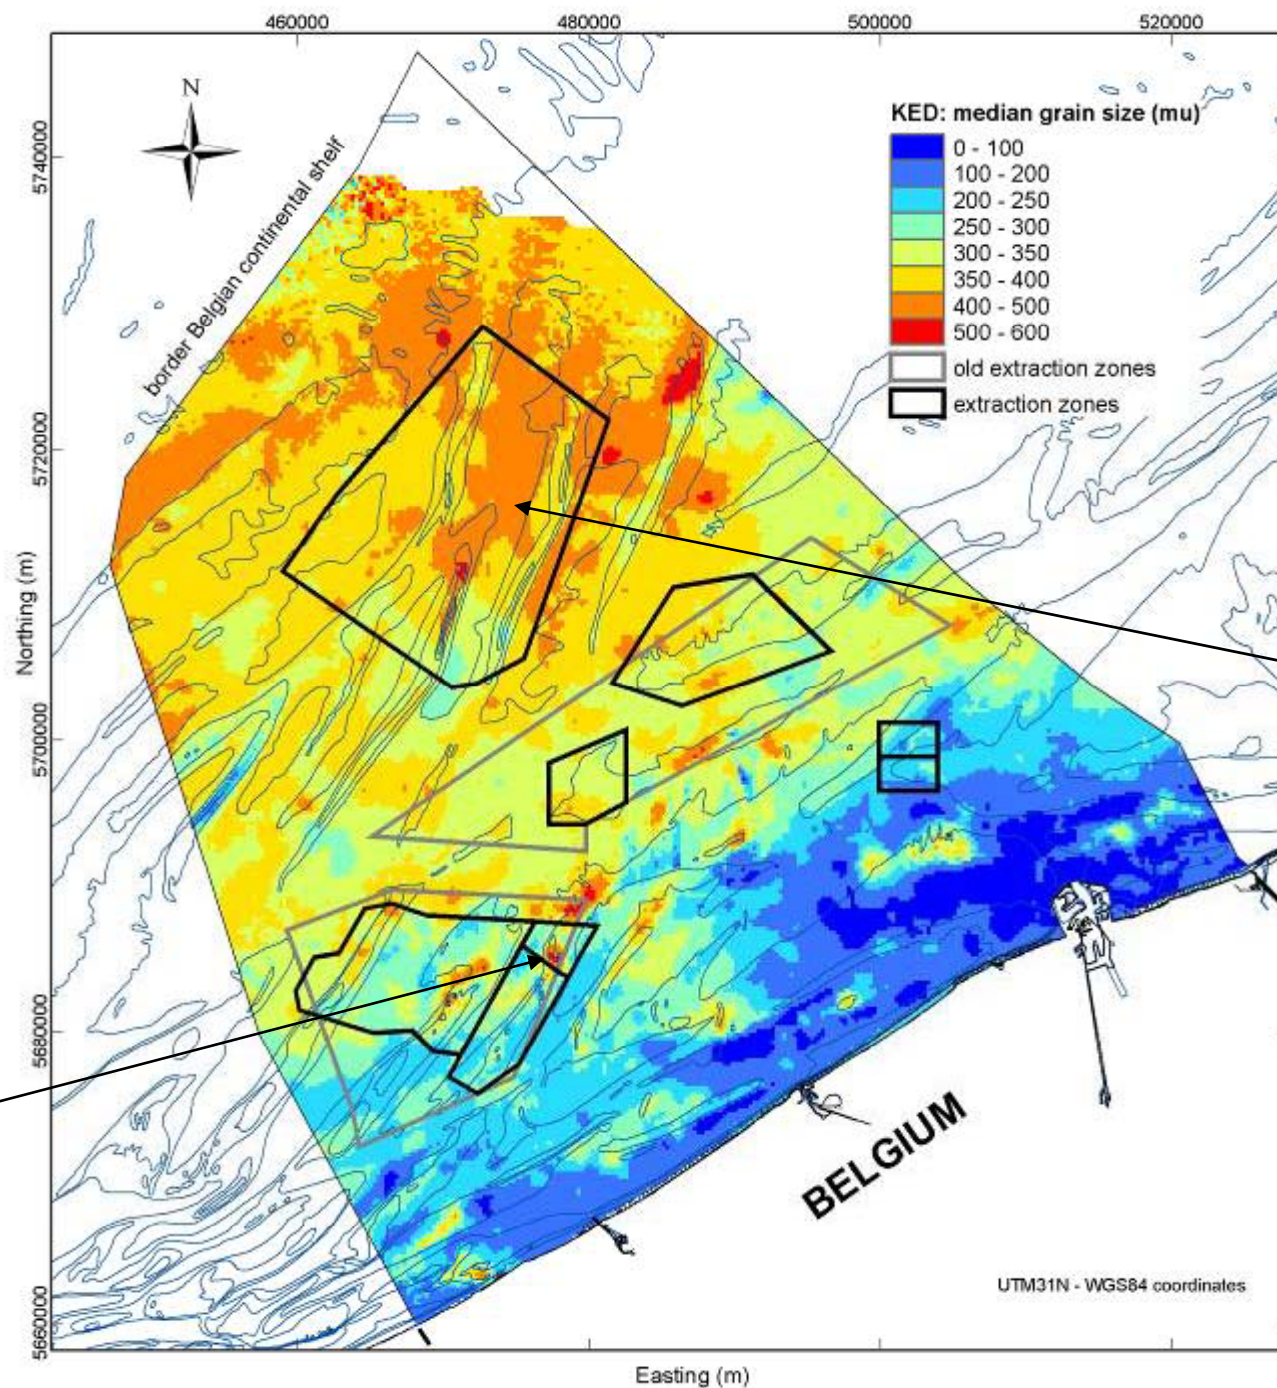 460000
480000
500000
520000
N
KED: median grain size (mu)
0 - 100
100 - 200
200 - 250
250 - 300
300 - 350
350 - 400
400 - 500
500 - 600
old extraction zones
extraction zones
border Belgian continental shelf
5740000
5720000
5700000
5680000
5660000
Northing (m)
BELGIUM
UTM31N - WGS84 coordinates
Easting (m)